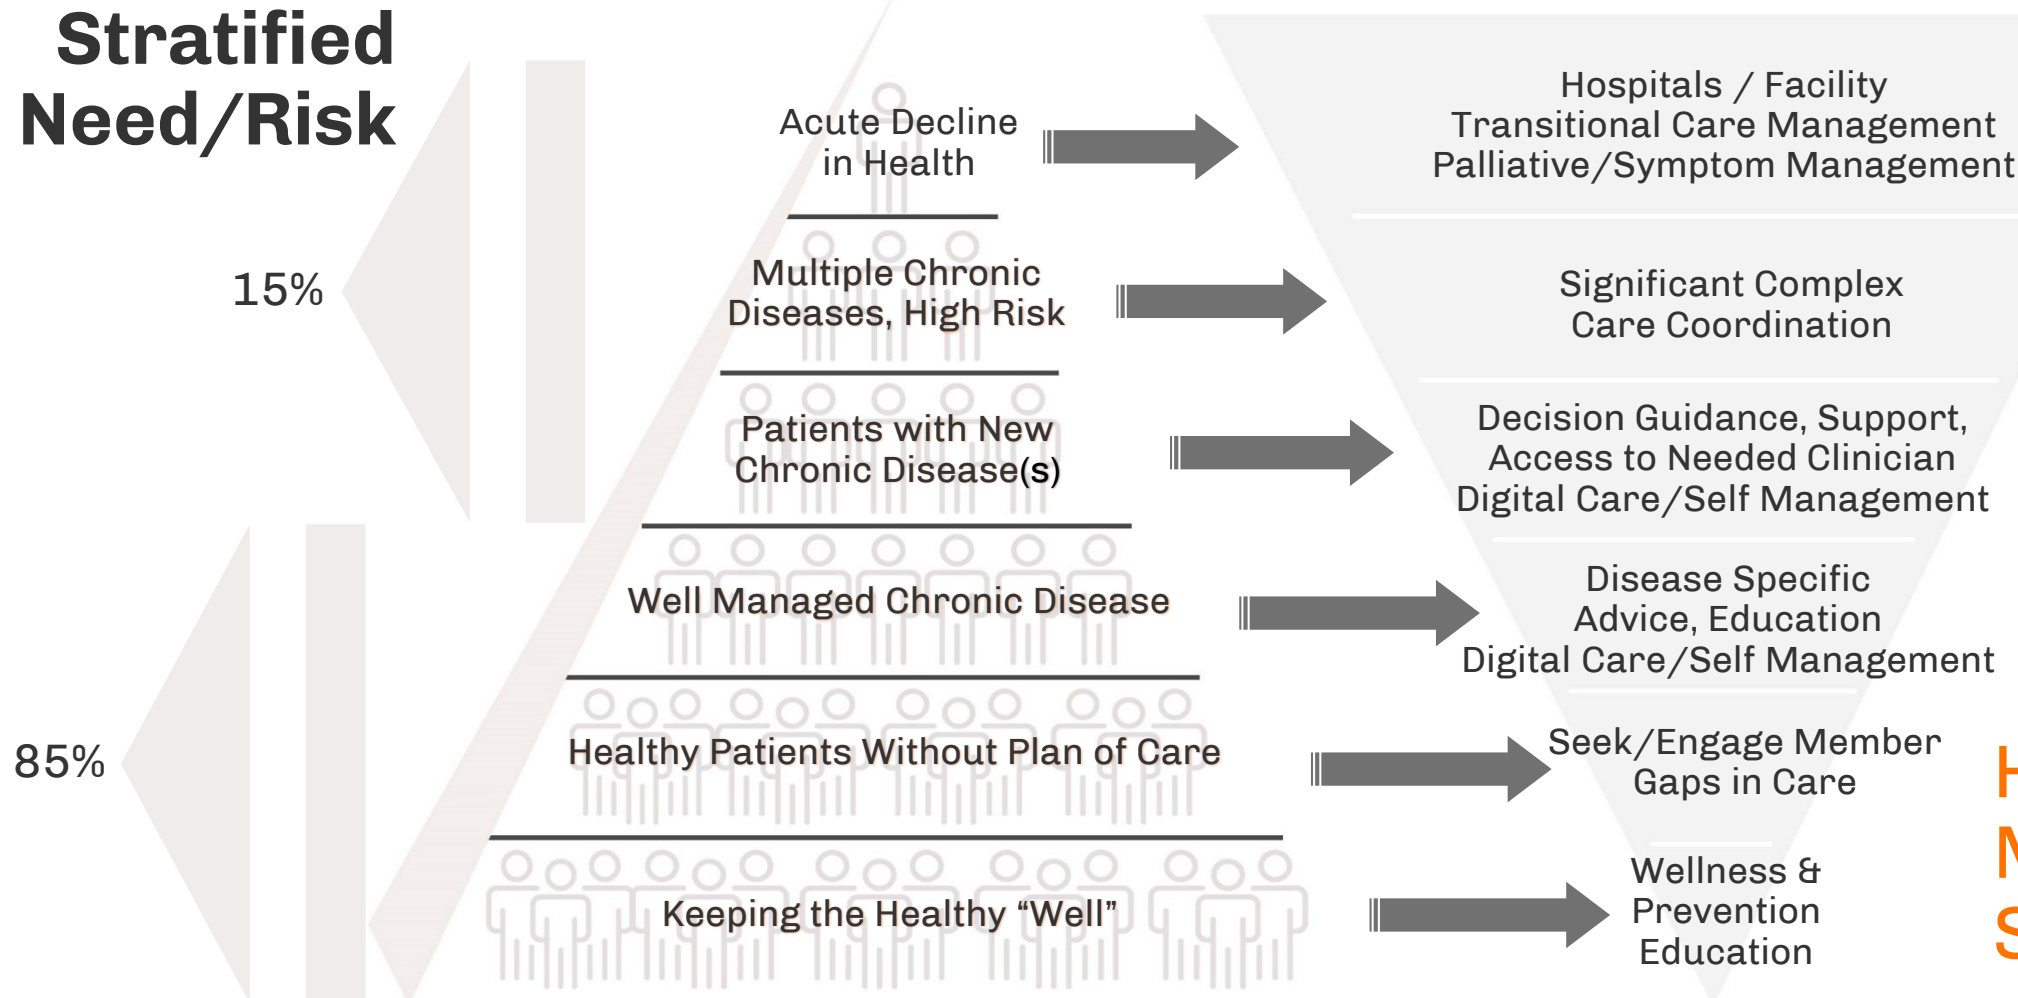 Stratified
Need/Risk
15%
85%
Acute Decline
in Health
Hospitals / Facility
Transitional Care Management
Palliative/Symptom Management
Multiple Chronic
Diseases, High Risk
Significant Complex
Care Coordination
Patients with New
Chronic Disease(s)
Decision Guidance, Support,
Access to Needed Clinician
Digital Care/Self Management
Well Managed Chronic Disease
Disease Specific
Advice, Education
Digital Care/Self Management
Healthy Patients Without Plan of Care
Seek/Engage Member
Gaps in Care
Keeping the Healthy “Well”
Wellness &
Prevention
Education